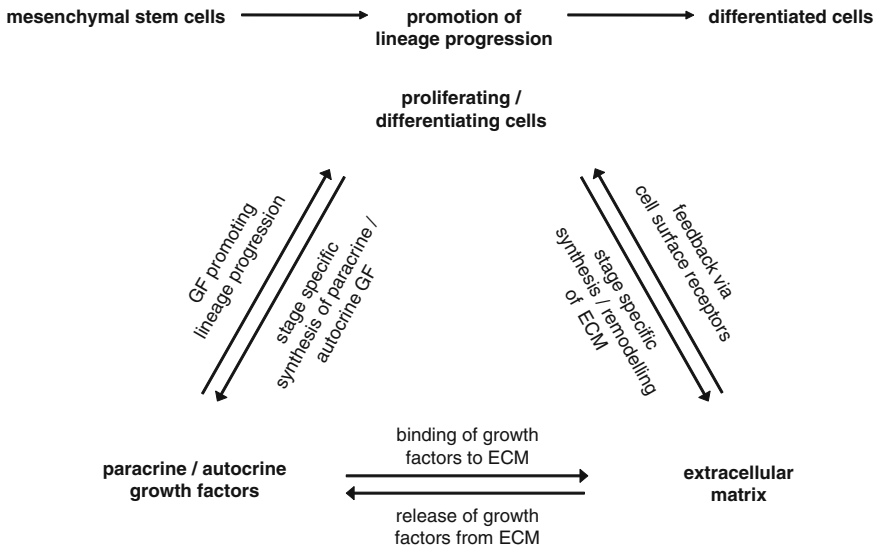 mesenchymal stem cells
promotion of
lineage progression
differentiated cells
proliferating /
differentiating cells
GF promoting
lineage progression
stage specific
synthesis of paracrine /
autocrine GF
stage specific
synthesis / remodelling
of ECM
feedback via
cell surface receptors
binding of growth
factors to ECM
paracrine / autocrine
growth factors
extracellular
matrix
release of growth
factors from ECM